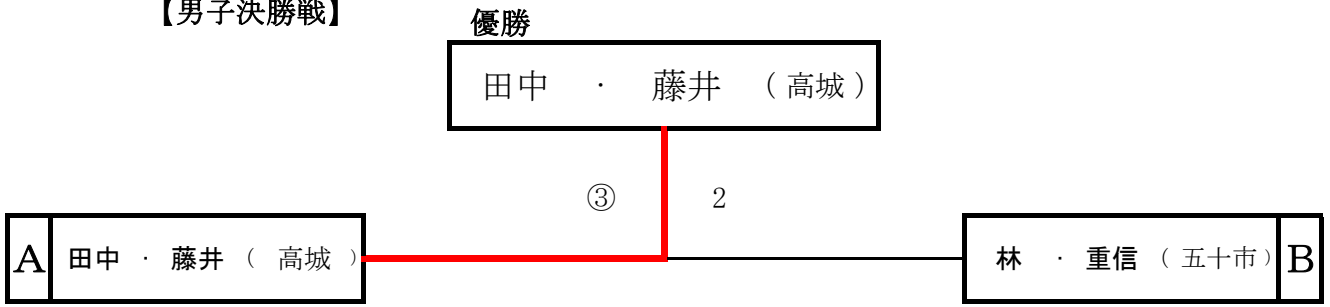 【男子決勝戦】
優勝
田中 ・ 藤井 （高城）
③ 2
A 田中 ・ 藤井 （ 高城 ）
林 ・ 重信 （五十市） B